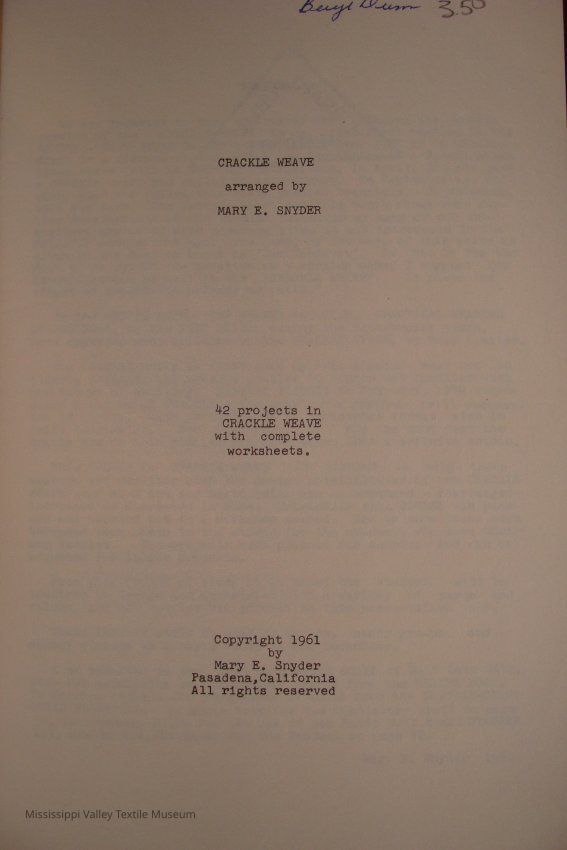 3.50
CRACKLE WEAVE
arranged by
MARY E. SNYDER
42 projects in
CRACKLE WEAVE
with complete
worksheets.
Copyright 1961
by
Mary E. Snyder
Pasadena,California
All rights reserved
Mississippi Valley Textile Museum